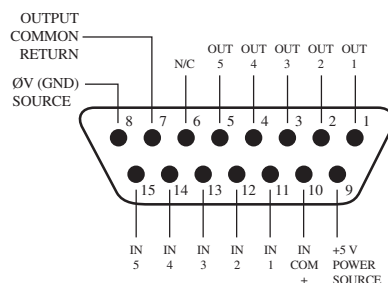 OUTPUT
COMMON
RETURN
ØV (GND)
SOURCE
N/C
OUT
5
OUT
4
OUT
3
OUT
2
OUT
1
8 7 6 5 4 3 2 1
15 14 13 12 11 10 9
IN
5
IN
4
IN
3
IN
2
IN
1
IN
COM
+
+5 V
POWER
SOURCE